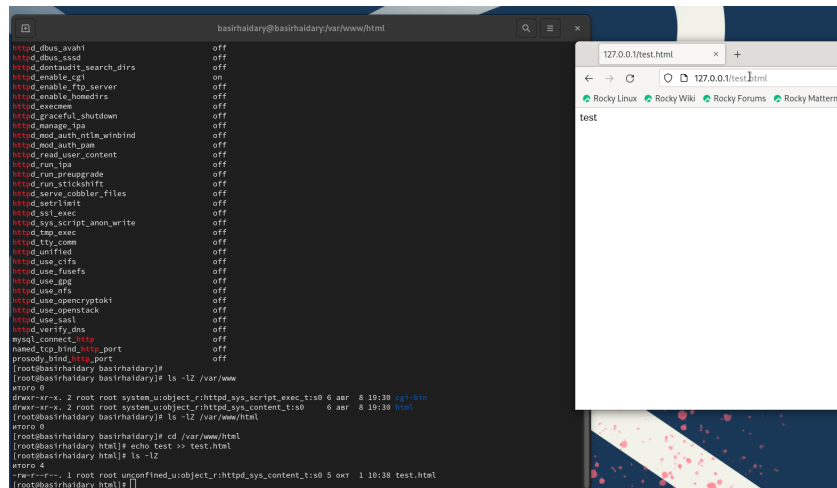 basirhaidary@basirhaidary:/var/www/html
httpd_dbus_avahi off
httpd_dbus_sssd off
httpd_dontaudit_search_dirs off
httpd_enable_cgi on
httpd_enable_ftp_server off
httpd_enable_homedirs off
httpd_execmem off
httpd_graceful_shutdown off
httpd_manage_ipa off
httpd_mod_auth_ntlm_winbind off
httpd_mod_auth_pam off
httpd_read_user_content off
httpd_run_ipa off
httpd_run_preupgrade off
httpd_run_stickshift off
httpd_serve_cobbler_files off
httpd_setrlimit off
httpd_ssi_exec off
httpd_sys_script_anon_write off
httpd_tmp_exec off
httpd_tty_comm off
httpd_unified off
httpd_use_cifs off
httpd_use_fusefs off
httpd_use_gpg off
httpd_use_nfs off
httpd_use_opencryptoki off
httpd_use_openstack off
httpd_use_sasl off
httpd_verify_dns off
mysql_connect_http off
named_tcp_bind_http_port off
prosody_bind_http_port off
[root@basirhaidary basirhaidary]#
[root@basirhaidary basirhaidary]# ls -lZ /var/www
итого 0
drwxr-xr-x. 2 root root system_u:object_r:httpd_sys_script_exec_t:s0 6 авг 8 19:30 cgi-bin
drwxr-xr-x. 2 root root system_u:object_r:httpd_sys_content_t:s0 6 авг 8 19:30 html
[root@basirhaidary basirhaidary]# ls -lZ /var/www/html
итого 0
[root@basirhaidary basirhaidary]# cd /var/www/html
[root@basirhaidary html]# echo test >> test.html
[root@basirhaidary html]# ls -lZ
итого 4
-rw-r--r--. 1 root root unconfined_u:object_r:httpd_sys_content_t:s0 5 окт 1 10:38 test.html
[root@basirhaidary html]#
127.0.0.1/test.html
127.0.0.1/test.html
Rocky Linux Rocky Wiki Rocky Forums Rocky Mattern
test